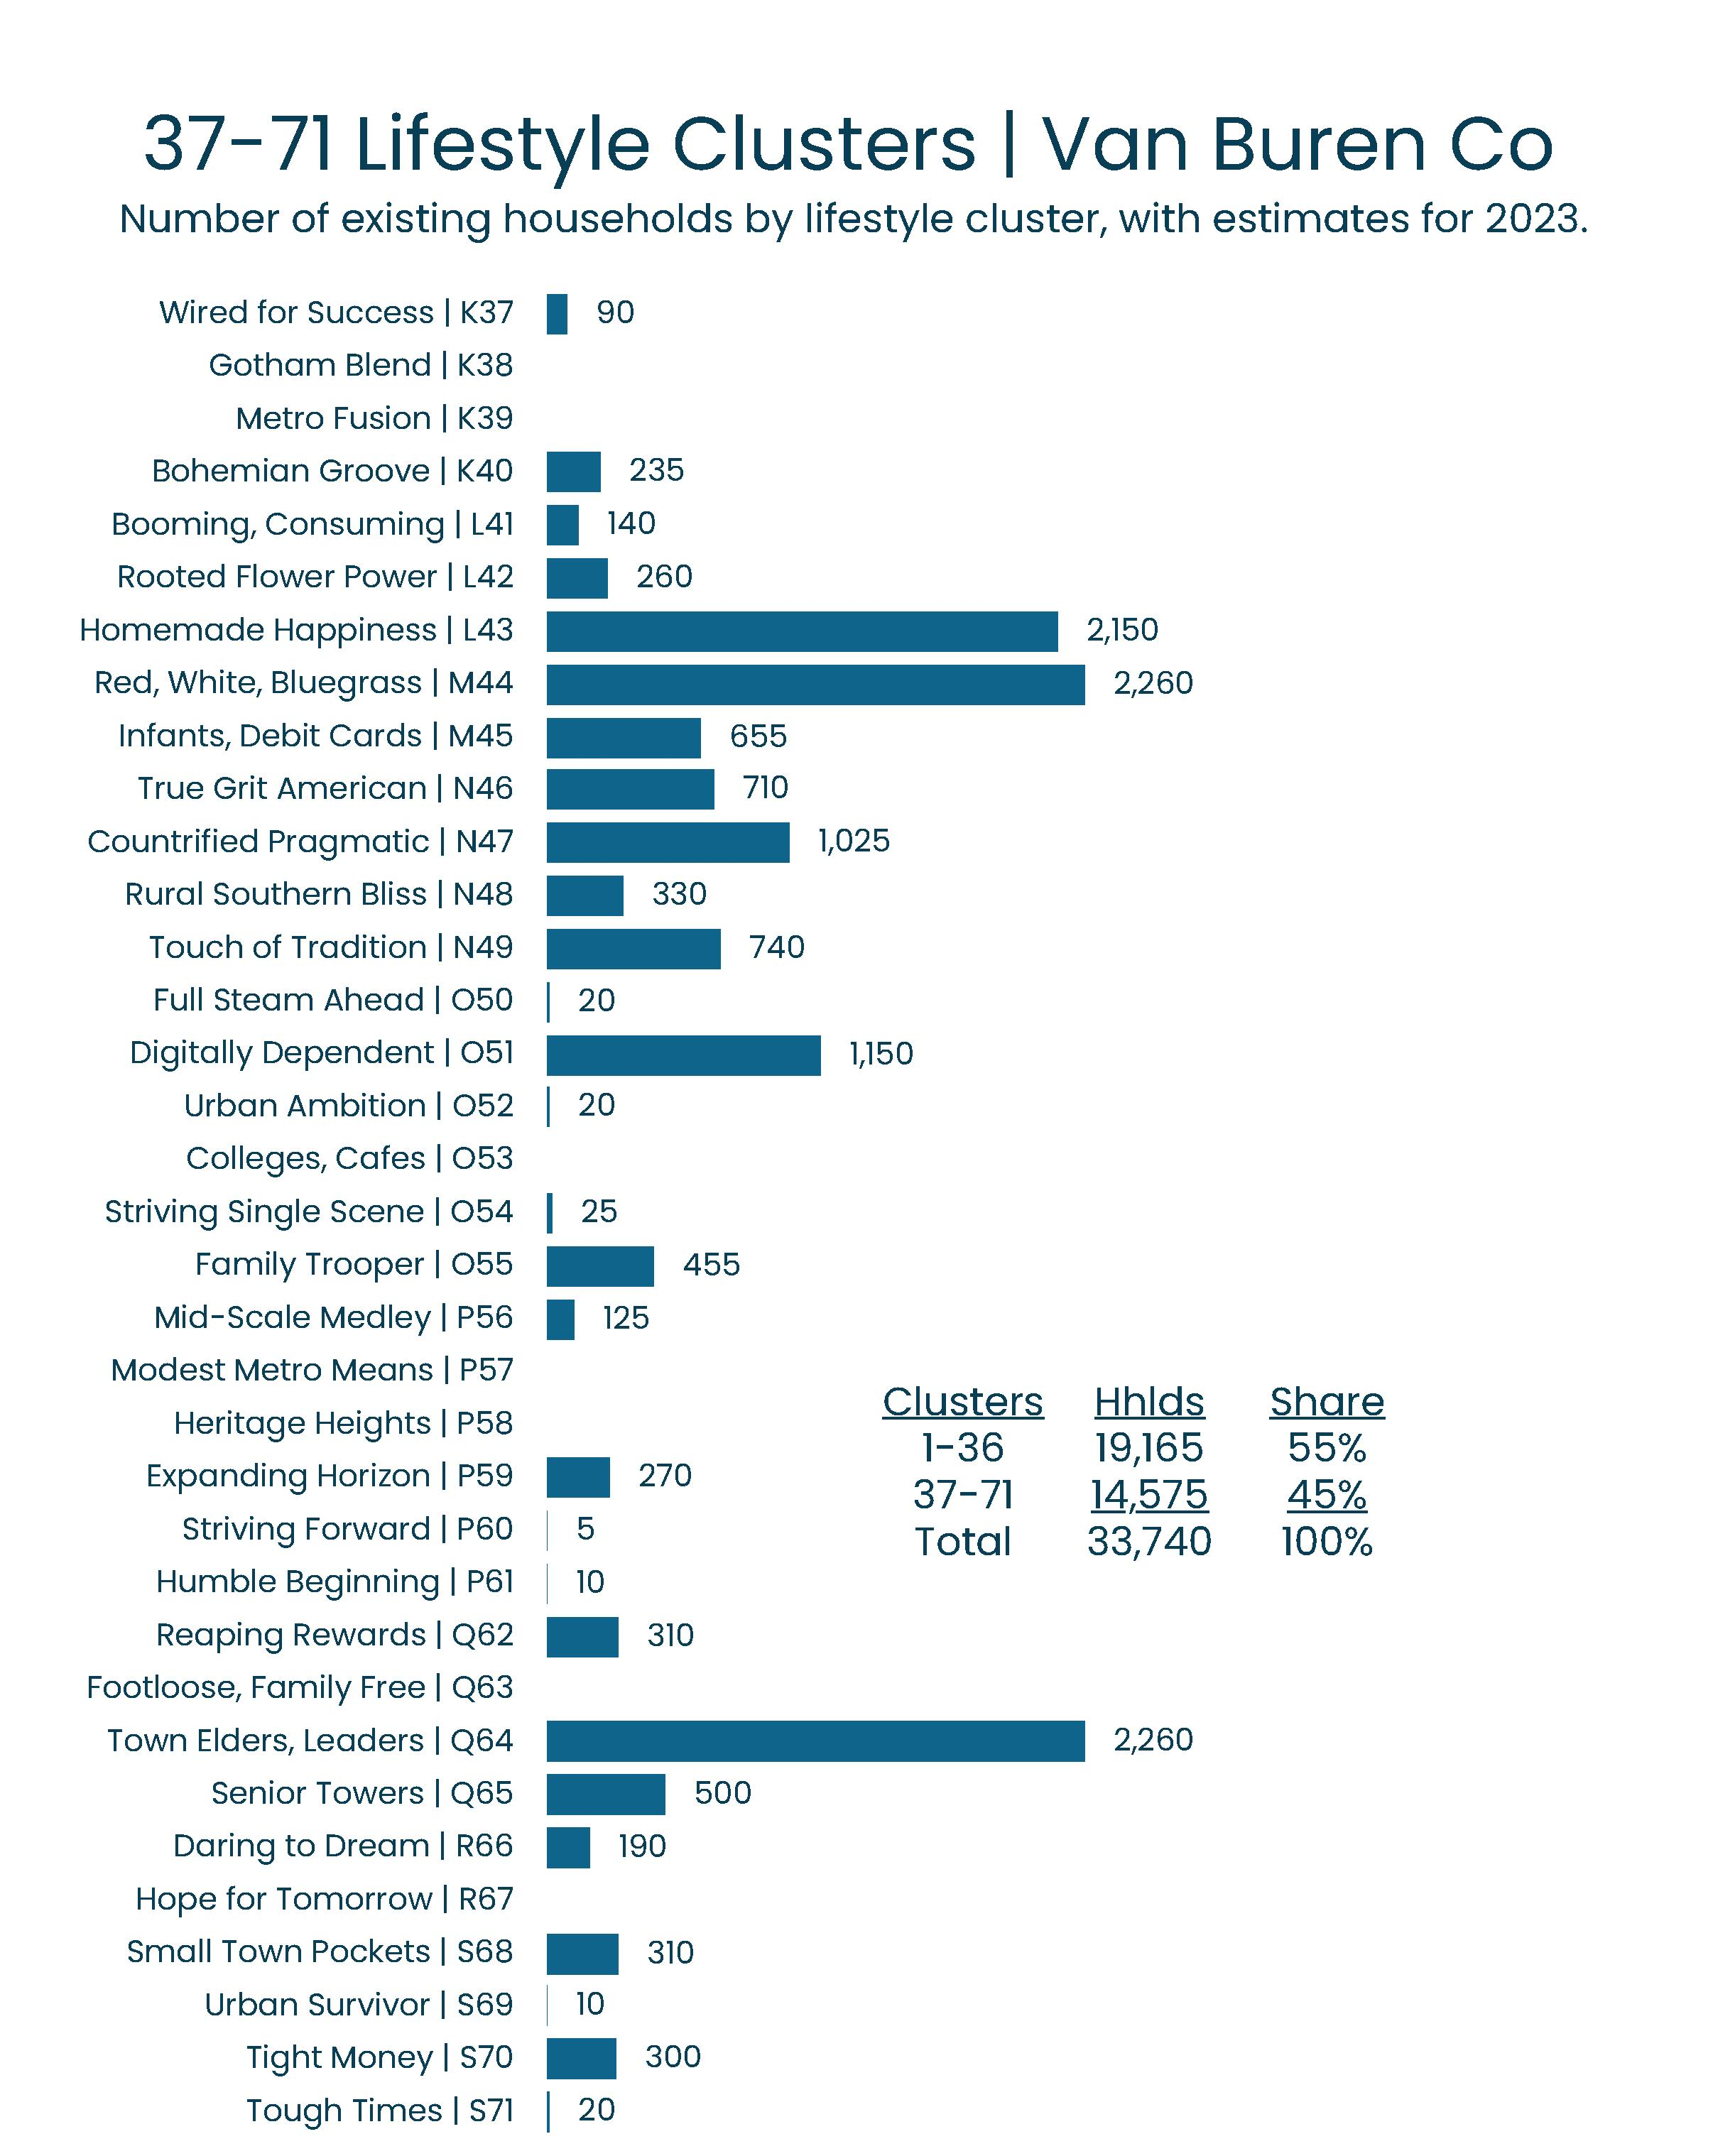 37-71 Lifestyle Clusters | Van Buren Co
Number of existing households by lifestyle cluster, with estimates for 2023.
Wired for Success | K37 90
Gotham Blend | K38
Metro Fusion | K39
Bohemian Groove | K40 235
Booming, Consuming | L41 140
Rooted Flower Power | L42 260
Homemade Happiness | L43 2,150
Red, White, Bluegrass | M44 2,260
Infants, Debit Cards | M45 655
True Grit American | N46 710
Countrified Pragmatic | N47 1,025
Rural Southern Bliss | N48 330
Touch of Tradition | N49 740
Full Steam Ahead | O50 20
Digitally Dependent | O51 1,150
Urban Ambition | O52 20
Colleges, Cafes | O53
Striving Single Scene | O54 25
Family Trooper | O55 455
Mid-Scale Medley | P56 125
Modest Metro Means | P57
Heritage Heights | P58
Expanding Horizon | P59 270
Striving Forward | P60 5
Humble Beginning | P61 10
Reaping Rewards | Q62 310
Footloose, Family Free | Q63
Town Elders, Leaders | Q64 2,260
Senior Towers | Q65 500
Daring to Dream | R66 190
Hope for Tomorrow | R67
Small Town Pockets | S68 310
Urban Survivor | S69 10
Tight Money | S70 300
Tough Times | S71 20
Clusters Hhlds Share
1-36 19,165 55%
37-71 14,575 45%
Total 33,740 100%